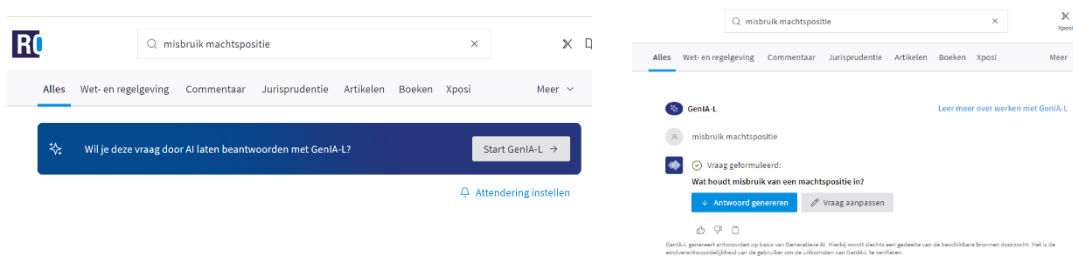 RO
misbruik machtspositie
Alles Wet- en regelgeving Commentaar Jurisprudentie Artikelen Boeken Xposi Meer
Wil je deze vraag door AI laten beantwoorden met GenIA-L? Start GenIA-L →
Attendering instellen
misbruik machtspositie
Xposi
Alles Wet- en regelgeving Commentaar Jurisprudentie Artikelen Boeken Xposi Meer
GenIA-L Leer meer over werken met GenIA-L
misbruik machtspositie
Vraag geformuleerd:
Wat houdt misbruik van een machtspositie in?
Antwoord genereren Vraag aanpassen
GenIA-L genereert antwoorden op basis van Generatieve AI. Hierbij wordt slechts een gedeelte van de beschikbare bronnen doorzocht. Het is de
eindverantwoordelijkheid van de gebruiker om de uitkomsten van GenIA-L te verifiëren.